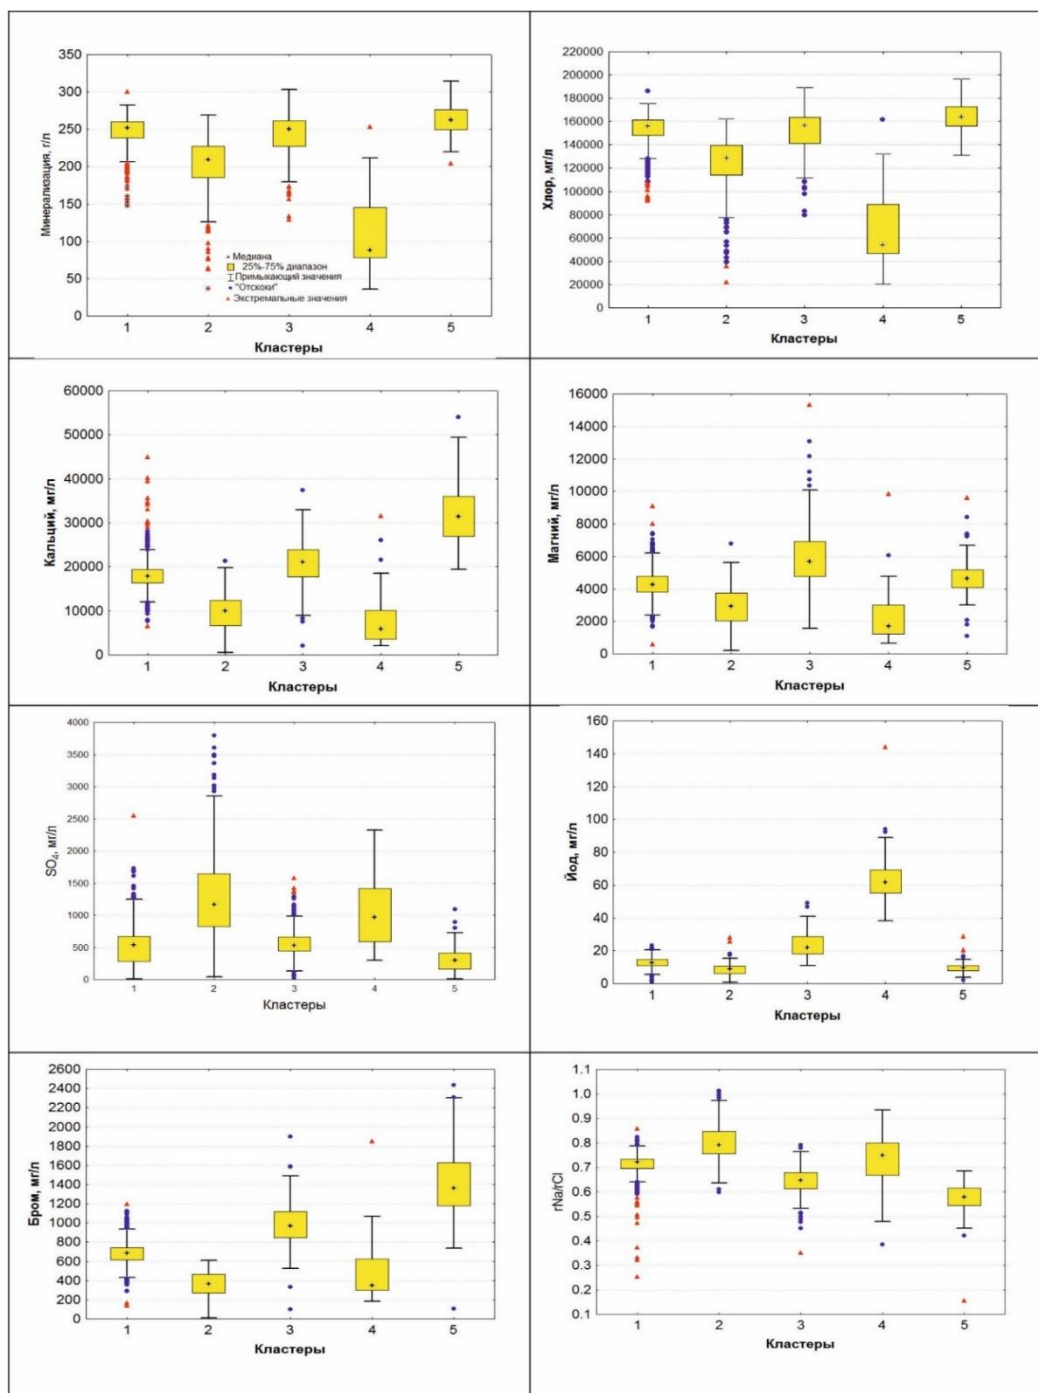 Минерализация, г/л
350
300
250
200
150
100
50
0
Медиана
25%-75% диапазон
Примыкающий значения
"Отскоки"
Экстремальные значения
1 2 3 4 5
Кластеры
Хлор, мг/л
220000
200000
180000
160000
140000
120000
100000
80000
60000
40000
20000
0
1 2 3 4 5
Кластеры
Кальций, мг/л
60000
50000
40000
30000
20000
10000
0
1 2 3 4 5
Кластеры
Магний, мг/л
16000
14000
12000
10000
8000
6000
4000
2000
0
1 2 3 4 5
Кластеры
SO₄, мг/л
4000
3500
3000
2500
2000
1500
1000
500
0
1 2 3 4 5
Кластеры
Йод, мг/л
160
140
120
100
80
60
40
20
0
1 2 3 4 5
Кластеры
Бром, мг/л
2600
2400
2200
2000
1800
1600
1400
1200
1000
800
600
400
200
0
1 2 3 4 5
Кластеры
rNa/rCl
1.1
1.0
0.9
0.8
0.7
0.6
0.5
0.4
0.3
0.2
0.1
1 2 3 4 5
Кластеры